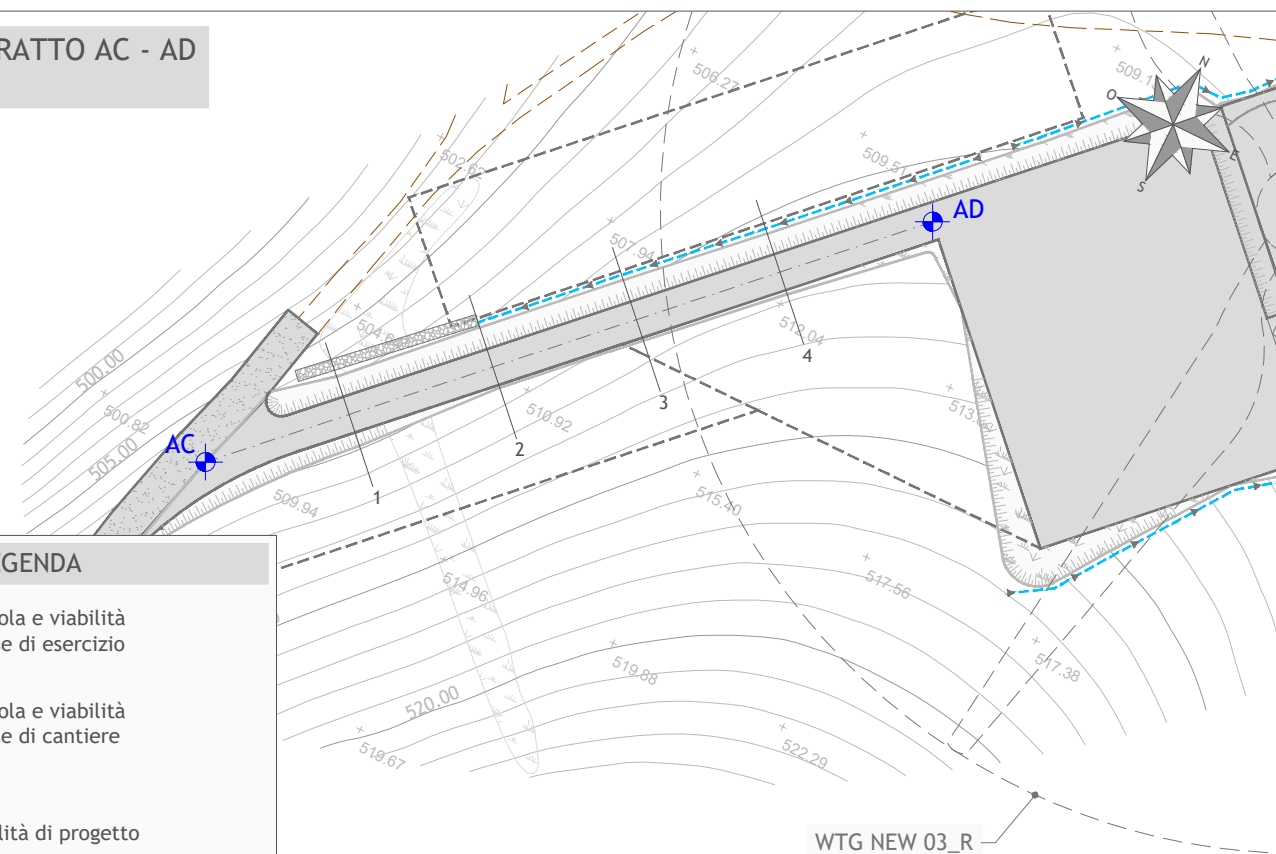 RATTO AC - AD
506.27
509.1
N
O
E
S
502.62
509.51
AD
507.94
504.
512.04
4
500.00
500.82
505.00
AC
510.92
3
513.
2
1
509.94
515.40
GENDA
514.96
517.56
ola e viabilità
e di esercizio
519.88
517.38
520.00
ola e viabilità
e di cantiere
519.67
522.29
lità di progetto
WTG NEW 03_R